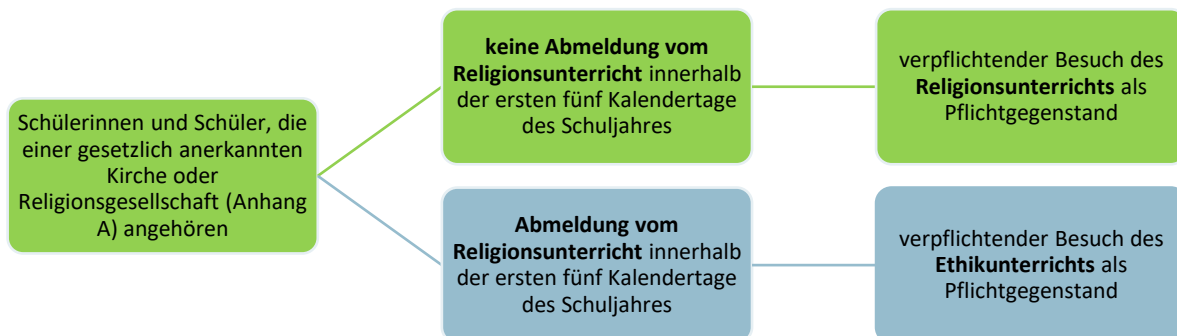 Schülerinnen und Schüler, die
einer gesetzlich anerkannten
Kirche oder
Religionsgesellschaft (Anhang
A) angehören
keine Abmeldung vom
Religionsunterricht innerhalb
der ersten fünf Kalendertage
des Schuljahres
verpflichtender Besuch des
Religionsunterrichts als
Pflichtgegenstand
Abmeldung vom
Religionsunterricht innerhalb
der ersten fünf Kalendertage
des Schuljahres
verpflichtender Besuch des
Ethikunterrichts als
Pflichtgegenstand